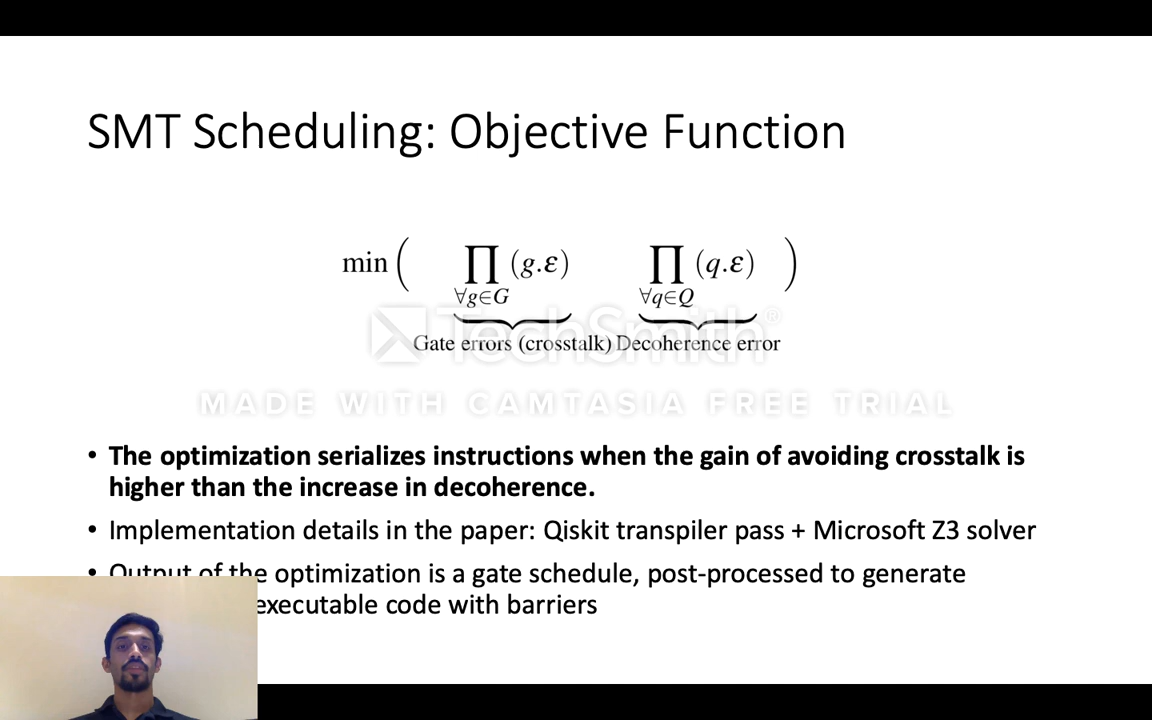 SMT Scheduling: Objective Function
min ( ∏ (g.ε) ∏ (q.ε) )
∀g∈G ∀q∈Q
Gate errors (crosstalk) Decoherence error
TechSmith®
MADE WITH CAMTASIA FREE TRIAL
• The optimization serializes instructions when the gain of avoiding crosstalk is
higher than the increase in decoherence.
• Implementation details in the paper: Qiskit transpiler pass + Microsoft Z3 solver
• Output of the optimization is a gate schedule, post-processed to generate
executable code with barriers